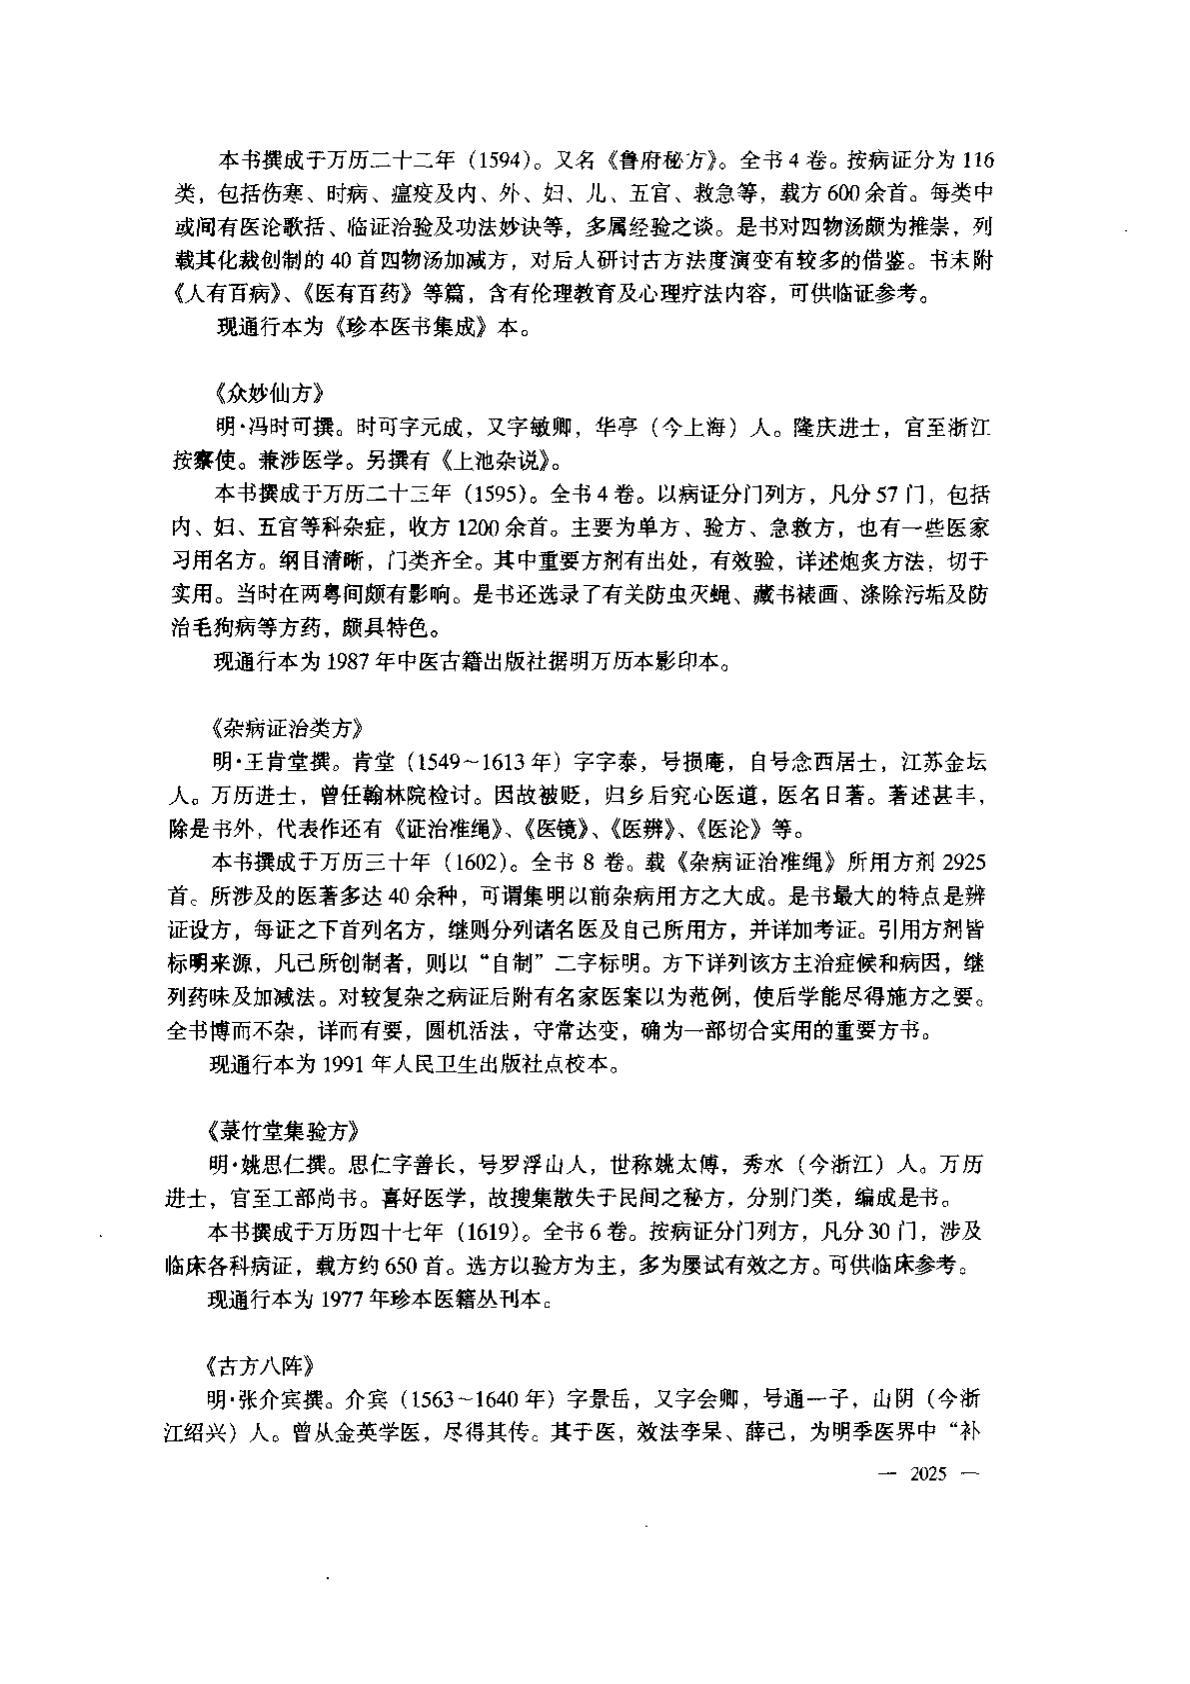 本书撰成于万历二十二年（1594）。又名《鲁府秘方》。全书 4 卷。按病证分为 116
类，包括伤寒、时病、瘟疫及内、外、妇、儿、五官、救急等，载方 600 余首。每类中
或间有医论歌括、临证治验及功法妙诀等，多属经验之谈。是书对四物汤颇为推崇，列
载其化裁创制的 40 首四物汤加减方，对后人研讨古方法度演变有较多的借鉴。书末附
《人有百病》、《医有百药》等篇，含有伦理教育及心理疗法内容，可供临证参考。
现通行本为《珍本医书集成》本。
《众妙仙方》
明·冯时可撰。时可字元成，又字敏卿，华亭（今上海）人。隆庆进士，官至浙江
按察使。兼涉医学。另撰有《上池杂说》。
本书撰成于万历二十三年（1595）。全书 4 卷。以病证分门列方，凡分 57 门，包括
内、妇、五官等科杂症，收方 1200 余首。主要为单方、验方、急救方，也有一些医家
习用名方。纲目清晰，门类齐全。其中重要方剂有出处，有效验，详述炮炙方法，切于
实用。当时在两粤间颇有影响。是书还选录了有关防虫灭蝇、藏书裱画、涤除污垢及防
治毛狗病等方药，颇具特色。
现通行本为 1987 年中医古籍出版社据明万历本影印本。
《杂病证治类方》
明·王肯堂撰。肯堂（1549～1613 年）字字泰，号损庵，自号念西居士，江苏金坛
人。万历进士，曾任翰林院检讨。因故被贬，归乡后究心医道，医名日著。著述甚丰，
除是书外，代表作还有《证治准绳》、《医镜》、《医辨》、《医论》等。
本书撰成于万历三十年（1602）。全书 8 卷。载《杂病证治准绳》所用方剂 2925
首。所涉及的医著多达 40 余种，可谓集明以前杂病用方之大成。是书最大的特点是辨
证设方，每证之下首列名方，继则分列诸名医及自己所用方，并详加考证。引用方剂皆
标明来源，凡己所创制者，则以“自制”二字标明。方下详列该方主治症候和病因，继
列药味及加减法。对较复杂之病证后附有名家医案以为范例，使后学能尽得施方之要。
全书博而不杂，详而有要，圆机活法，守常达变，确为一部切合实用的重要方书。
现通行本为 1991 年人民卫生出版社点校本。
《菉竹堂集验方》
明·姚思仁撰。思仁字善长，号罗浮山人，世称姚太傅，秀水（今浙江）人。万历
进士，官至工部尚书。喜好医学，故搜集散失于民间之秘方，分别门类，编成是书。
本书撰成于万历四十七年（1619）。全书 6 卷。按病证分门列方，凡分 30 门，涉及
临床各科病证，载方约 650 首。选方以验方为主，多为屡试有效之方。可供临床参考。
现通行本为 1977 年珍本医籍丛刊本。
《古方八阵》
明·张介宾撰。介宾（1563～1640 年）字景岳，又字会卿，号通一子，山阴（今浙
江绍兴）人。曾从金英学医，尽得其传。其于医，效法李杲、薛己，为明季医界中“补
— 2025 —